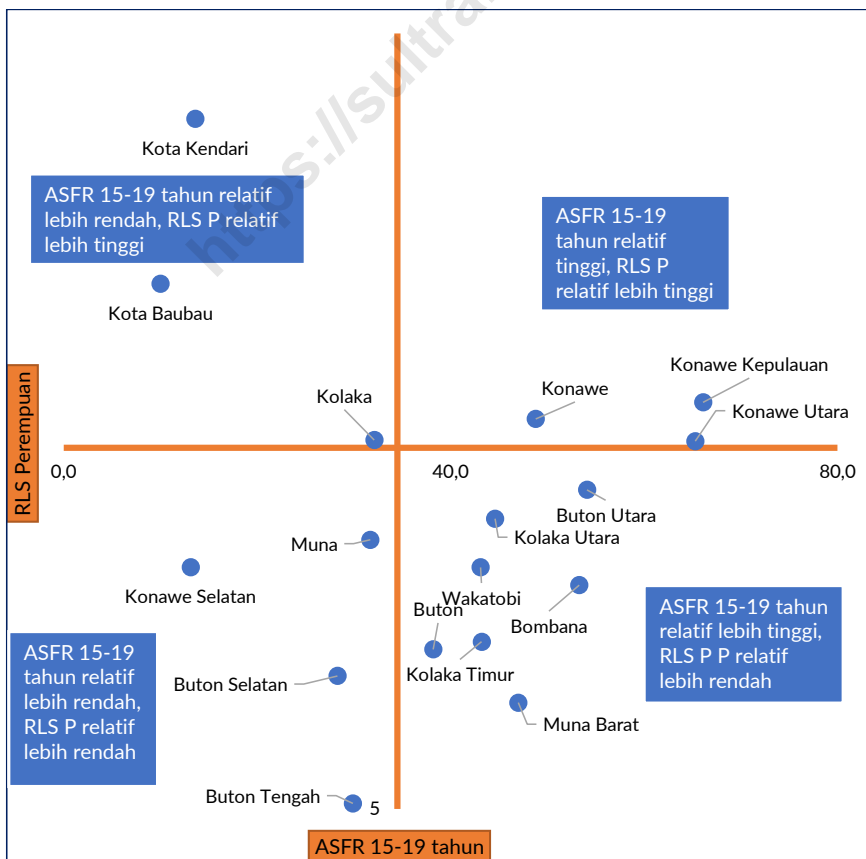 https://sultra
Kota Kendari
ASFR 15-19 tahun relatif
lebih rendah, RLS P relatif
lebih tinggi
ASFR 15-19
tahun relatif
tinggi, RLS P
relatif lebih tinggi
Kota Baubau
Konawe Kepulauan
Kolaka
Konawe
Konawe Utara
RLS Perempuan
0,0
40,0
80,0
Buton Utara
Kolaka Utara
Muna
Konawe Selatan
Wakatobi
Buton
Bombana
ASFR 15-19 tahun
relatif lebih tinggi,
RLS P P relatif
lebih rendah
ASFR 15-19
tahun relatif
lebih rendah,
RLS P relatif
lebih rendah
Buton Selatan
Kolaka Timur
Muna Barat
Buton Tengah
5
ASFR 15-19 tahun